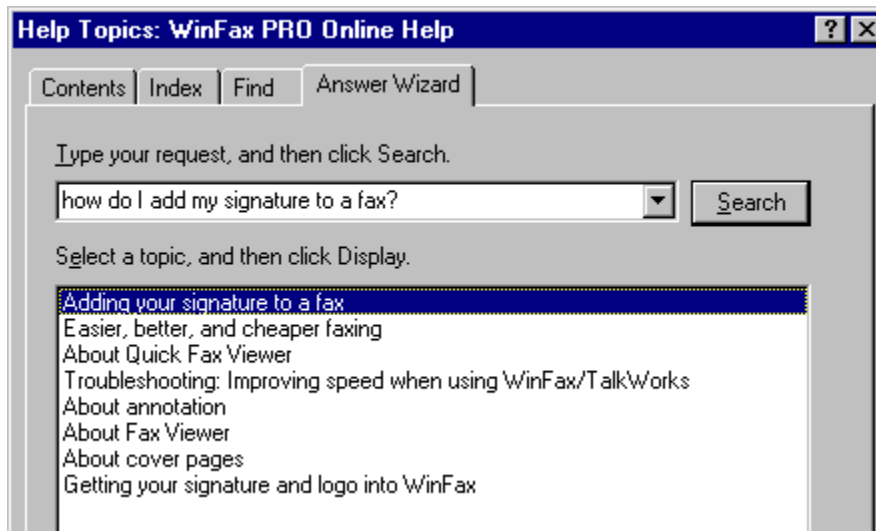 Help Topics: WinFax PRO Online Help
Contents Index Find Answer Wizard
Type your request, and then click Search.
how do I add my signature to a fax? Search
Select a topic, and then click Display.
Adding your signature to a fax
Easier, better, and cheaper faxing
About Quick Fax Viewer
Troubleshooting: Improving speed when using WinFax/TalkWorks
About annotation
About Fax Viewer
About cover pages
Getting your signature and logo into WinFax